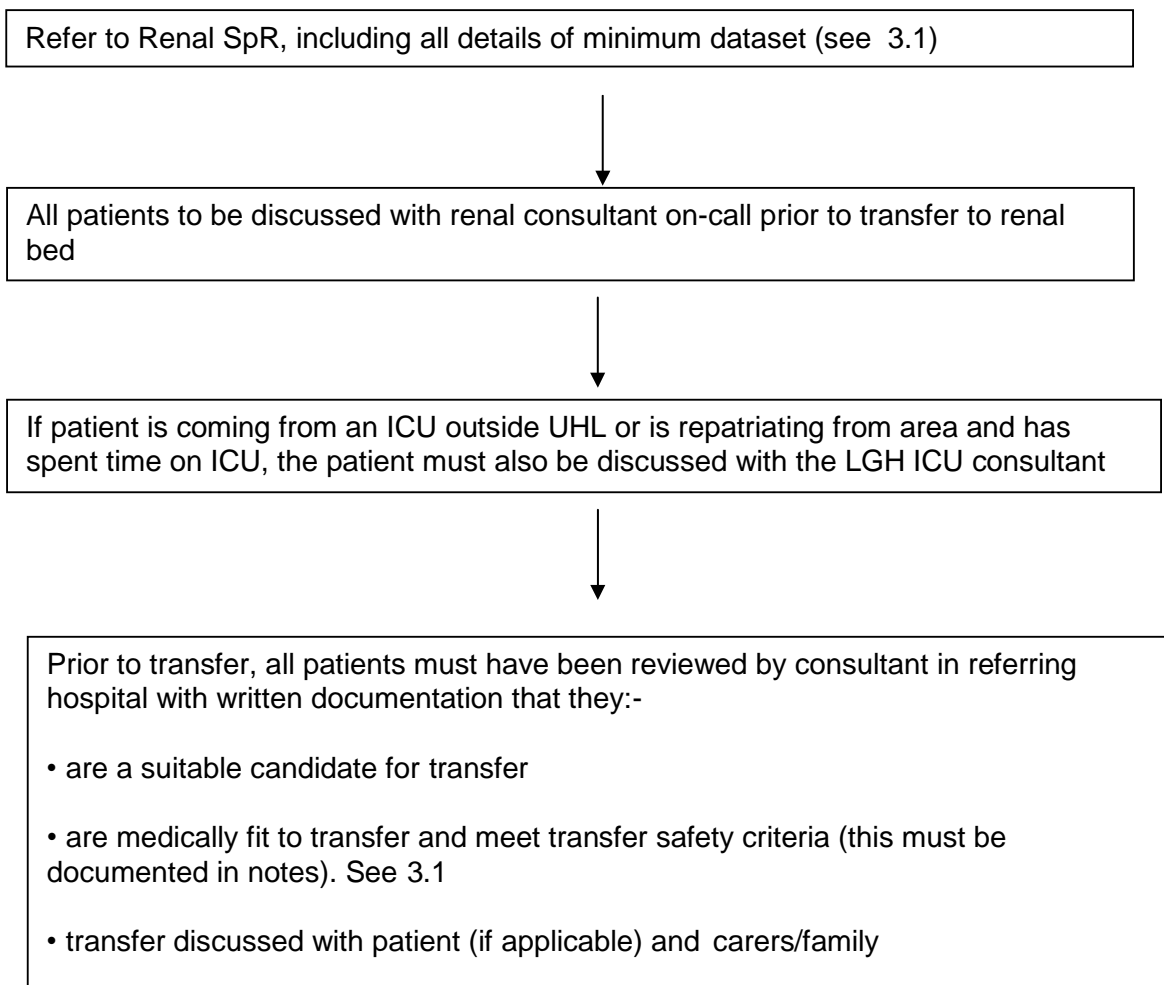 Refer to Renal SpR, including all details of minimum dataset (see 3.1)
All patients to be discussed with renal consultant on-call prior to transfer to renal
bed
If patient is coming from an ICU outside UHL or is repatriating from area and has
spent time on ICU, the patient must also be discussed with the LGH ICU consultant
Prior to transfer, all patients must have been reviewed by consultant in referring
hospital with written documentation that they:-
• are a suitable candidate for transfer
• are medically fit to transfer and meet transfer safety criteria (this must be
documented in notes). See 3.1
• transfer discussed with patient (if applicable) and carers/family